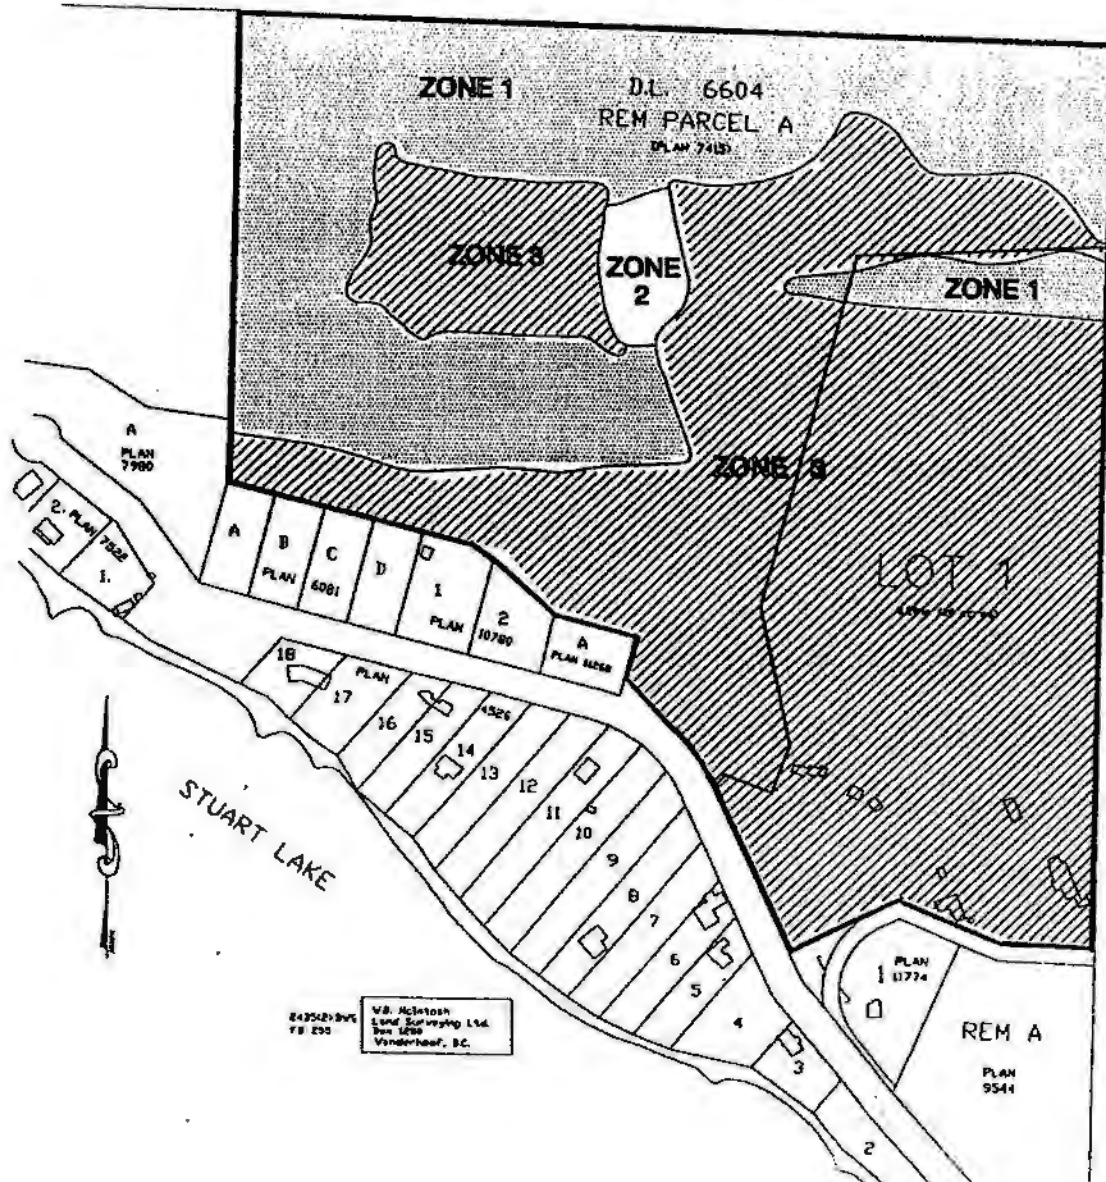 ZONE 1
D.L. 6604
REM PARCEL A
ZONE 3
ZONE
2
ZONE 1
A
PLAN
7980
ZONE 3
2. PLAN 7522
1.
A
B
C
D
PLAN 6081
1
2
PLAN 10780
A
PLAN
LOT 1
18
17
PLAN
4526
16
15
14
13
12
11
10
9
8
7
6
5
4
3
2
STUART LAKE
1
PLAN
11774
REM A
PLAN
9544
W.D. McIntosh
Land Surveying Ltd.
Box
Vanderhoof, B.C.